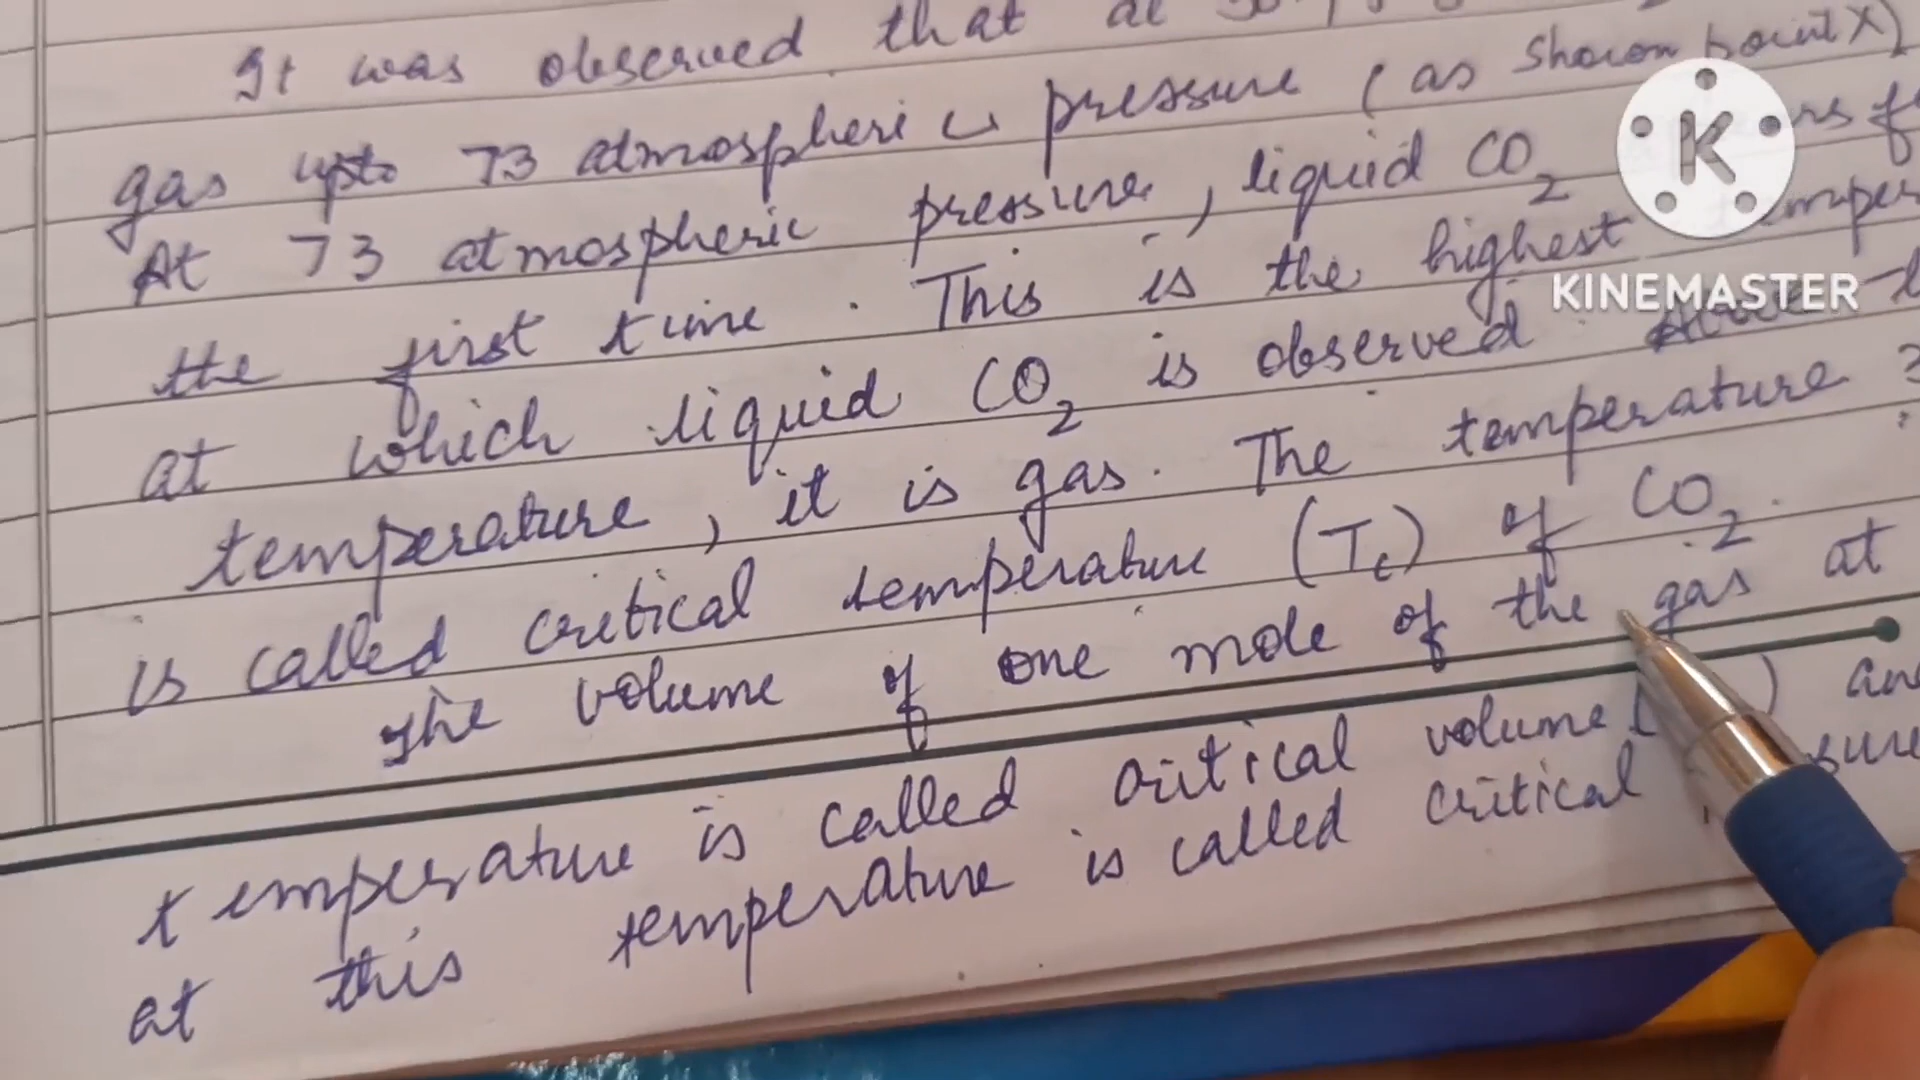 It was observed that at
gas upto 73 atmospheric pressure (as shown point X)
At 73 atmospheric pressure, liquid CO2
the first time. This is the highest
at which liquid CO2 is observed.
temperature, it is gas. The temperature
is called critical temperature (Tc) of CO2.
The volume of one mole of the gas at
temperature is called critical volume ( ) and
at this temperature is called critical
K
KINEMASTER